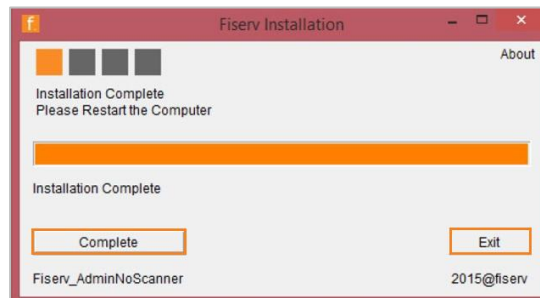 f
Fiserv Installation
About
Installation Complete
Please Restart the Computer
Installation Complete
Complete
Exit
Fiserv_AdminNoScanner
2015@fiserv